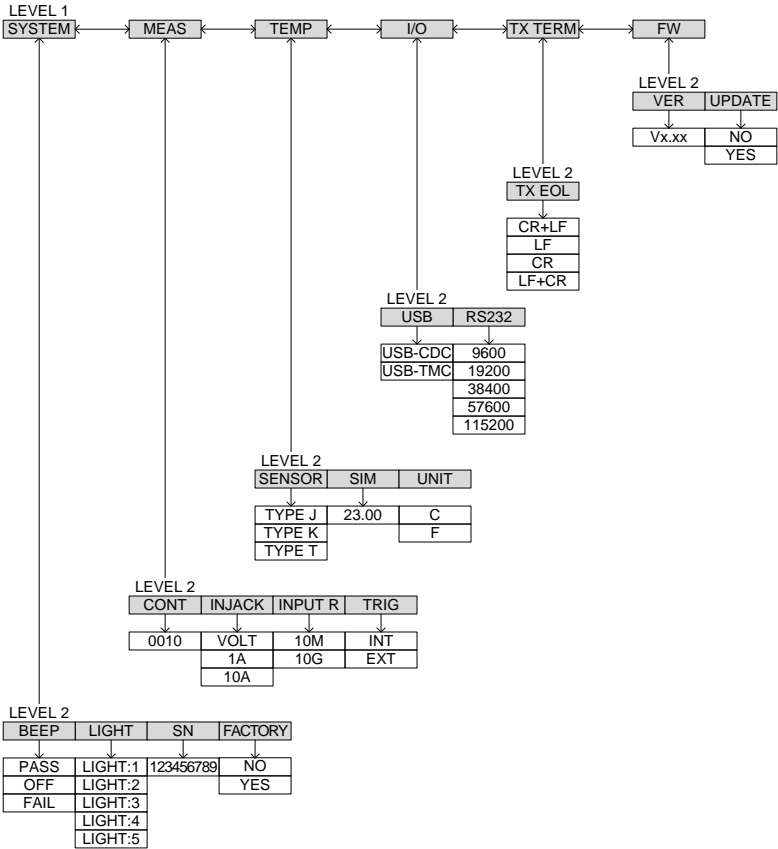 LEVEL 1
SYSTEM MEAS TEMP I/O TX TERM FW
LEVEL 2
VER UPDATE
Vx.xx NO
YES
LEVEL 2
TX EOL
CR+LF
LF
CR
LF+CR
LEVEL 2
USB RS232
USB-CDC 9600
USB-TMC 19200
38400
57600
115200
LEVEL 2
SENSOR SIM UNIT
TYPE J 23.00 C
TYPE K F
TYPE T
LEVEL 2
CONT INJACK INPUT R TRIG
0010 VOLT 10M INT
1A 10G EXT
10A
LEVEL 2
BEEP LIGHT SN FACTORY
PASS LIGHT:1 123456789 NO
OFF LIGHT:2 YES
FAIL LIGHT:3
LIGHT:4
LIGHT:5